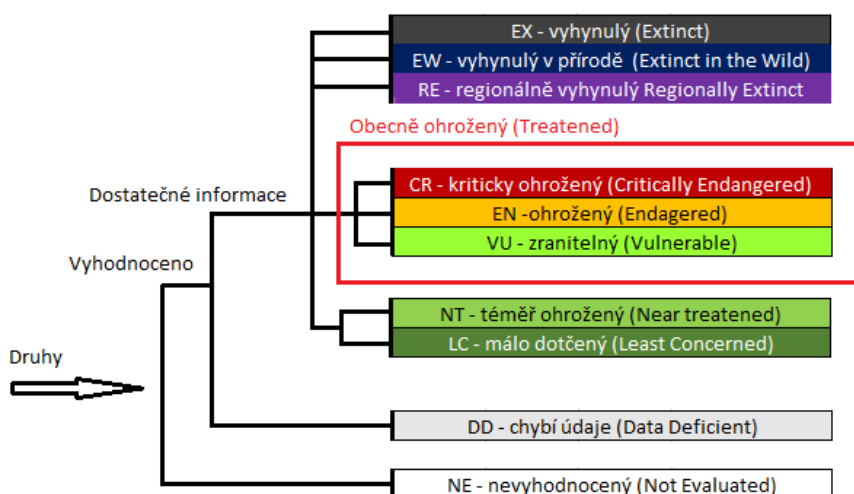 EX - vyhynulý (Extinct)
EW - vyhynulý v přírodě  (Extinct in the Wild)
RE - regionálně vyhynulý Regionally Extinct
Obecně ohrožený (Treatened)
CR - kriticky ohrožený (Critically Endangered)
Dostatečné informace
EN -ohrožený (Endagered)
VU - zranitelný (Vulnerable)
Vyhodnoceno
NT - téměř ohrožený (Near treatened)
LC - málo dotčený (Least Concerned)
Druhy
DD - chybí údaje (Data Deficient)
NE - nevyhodnocený (Not Evaluated)